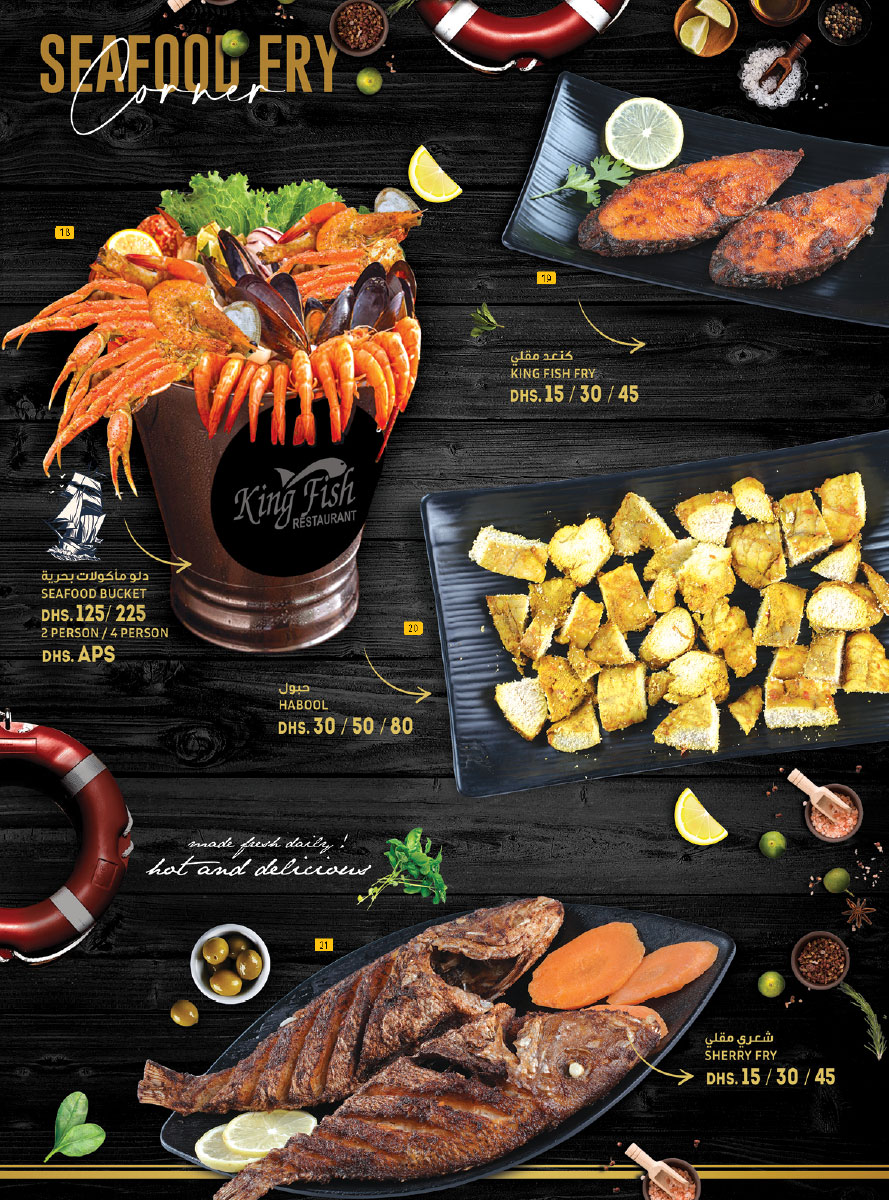 SEAFOOD FRY
Corner
18
King Fish
RESTAURANT
دلو مأكولات بحرية
SEAFOOD BUCKET
DHS. 125/ 225
2 PERSON / 4 PERSON
DHS. APS
19
كنعد مقلي
KING FISH FRY
DHS. 15 / 30 / 45
20
حبول
HABOOL
DHS. 30 / 50 / 80
made fresh daily !
hot and delicious
21
شعري مقلي
SHERRY FRY
DHS. 15 / 30 / 45